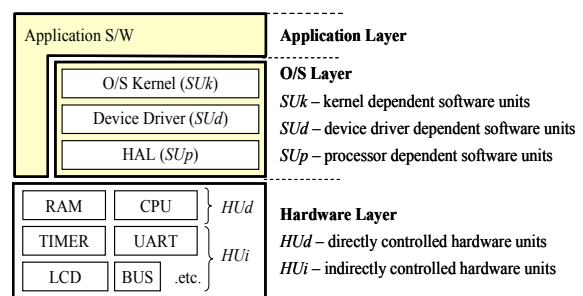 Application S/W
Application Layer
O/S Layer
O/S Kernel (SUk)
SUk – kernel dependent software units
Device Driver (SUd)
SUd – device driver dependent software units
HAL (SUp)
SUp – processor dependent software units
RAM CPU HUd
Hardware Layer
TIMER UART
HUd – directly controlled hardware units
HUi
LCD BUS .etc.
HUi – indirectly controlled hardware units